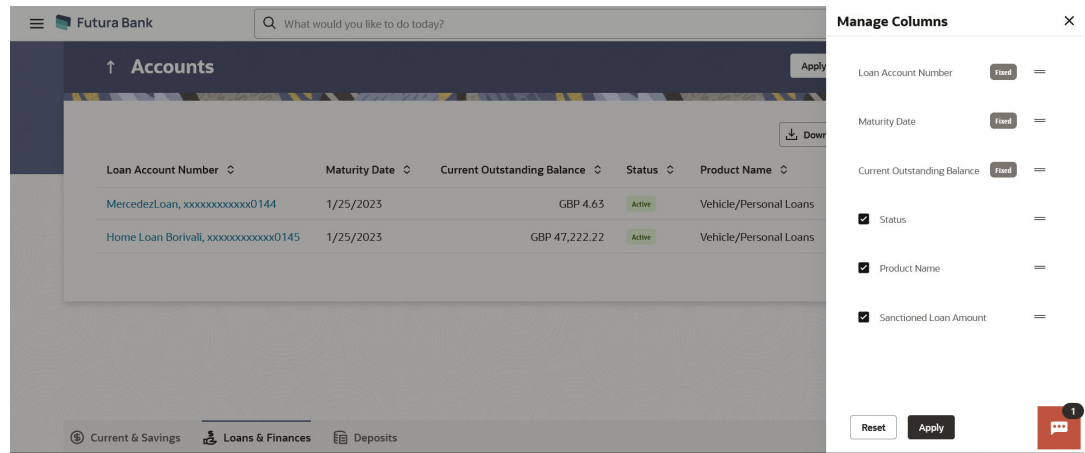 Futura Bank
What would you like to do today?
Manage Columns
Accounts
Apply
Loan Account Number Fixed
Maturity Date Fixed
Current Outstanding Balance Fixed
Status
Product Name
Sanctioned Loan Amount
Reset Apply
1
Down
Loan Account Number Maturity Date Current Outstanding Balance Status Product Name
MercedezLoan, xxxxxxxxxxxx0144 1/25/2023 GBP 4.63 Active Vehicle/Personal Loans
Home Loan Borivali, xxxxxxxxxxxx0145 1/25/2023 GBP 47,222.22 Active Vehicle/Personal Loans
Current & Savings Loans & Finances Deposits